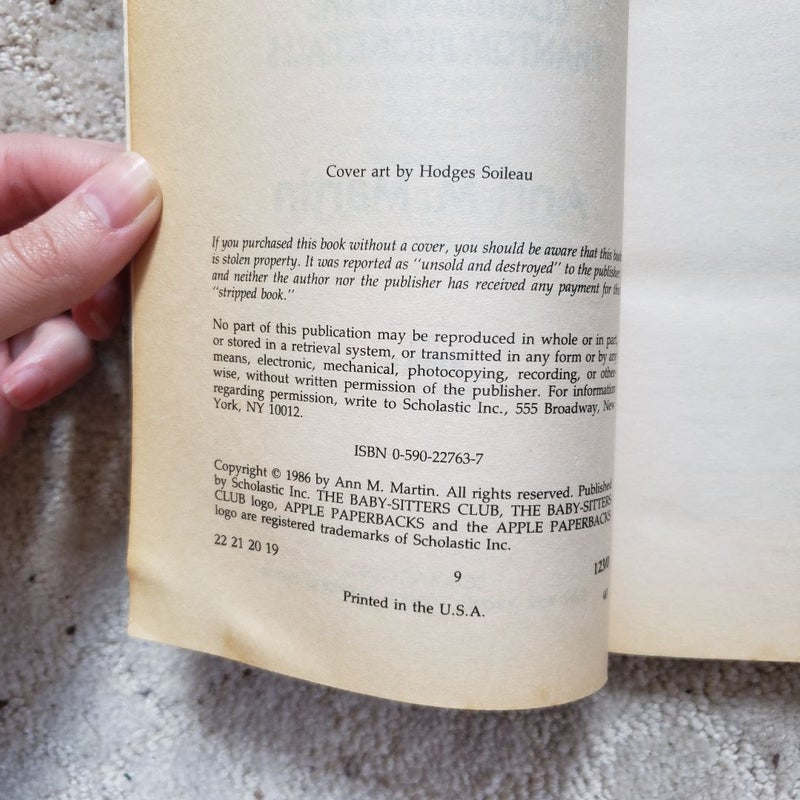 Cover art by Hodges Soileau
If you purchased this book without a cover, you should be aware that this
is stolen property. It was reported as "unsold and destroyed" to the publisher
and neither the author nor the publisher has received any payment for
"stripped book."
No part of this publication may be reproduced in whole or in part,
or stored in a retrieval system, or transmitted in any form or by any
means, electronic, mechanical, photocopying, recording, or other-
wise, without written permission of the publisher. For information
regarding permission, write to Scholastic Inc., 555 Broadway, New
York, NY 10012.
ISBN 0-590-22763-7
Copyright © 1986 by Ann M. Martin. All rights reserved. Published
by Scholastic Inc. THE BABY-SITTERS CLUB, THE BABY-SITTERS
CLUB logo, APPLE PAPERBACKS and the APPLE PAPERBACKS
logo are registered trademarks of Scholastic Inc.
22 21 20 19
9
Printed in the U.S.A.